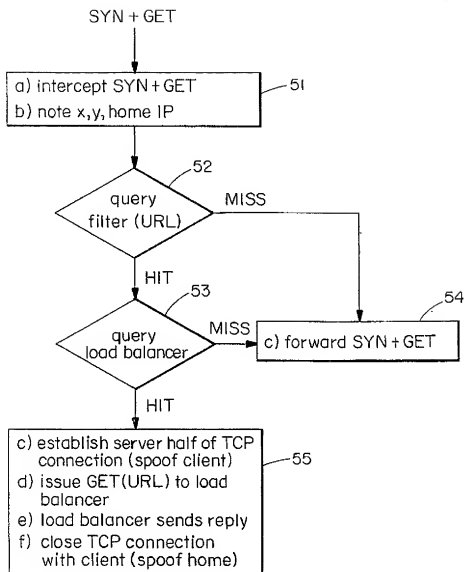 SYN + GET
a) intercept SYN + GET
b) note x, y, home IP
51
52
query
filter (URL)
MISS
HIT
53
query
load balancer
MISS
54
c) forward SYN + GET
HIT
c) establish server half of TCP
connection (spoof client)
d) issue GET(URL) to load
balancer
e) load balancer sends reply
f) close TCP connection
with client (spoof home)
55